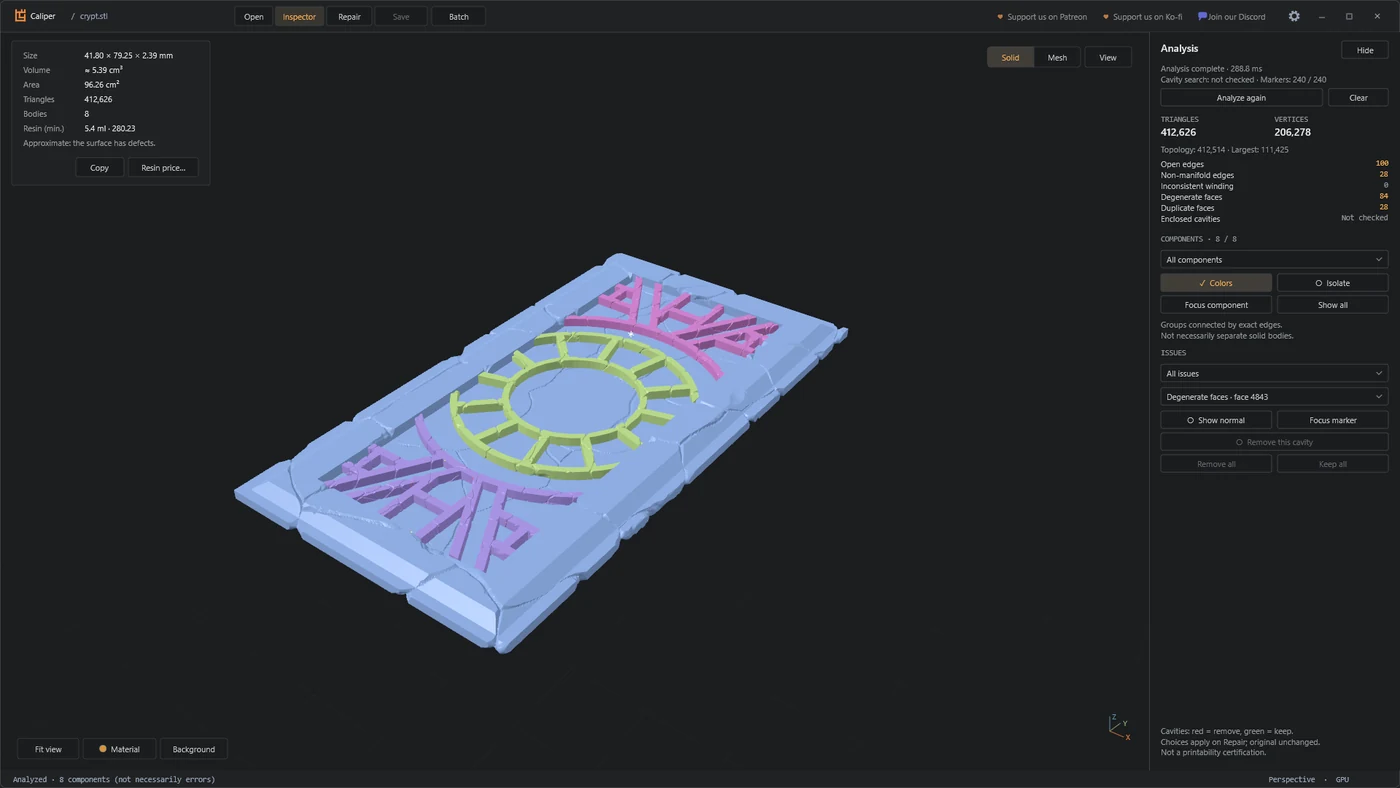 Caliper / crypt.stl Open Inspector Repair Save Batch Support us on Patreon Support us on Ko-fi Join our Discord
Size 41.80 × 79.25 × 2.39 mm
Volume ≈ 5.39 cm³
Area 96.26 cm²
Triangles 412,626
Bodies 8
Resin (min.) 5.4 ml · 280.23
Approximate: the surface has defects.
Copy Resin price...
Solid Mesh View
Analysis Hide
Analysis complete · 288.8 ms
Cavity search: not checked · Markers: 240 / 240
Analyze again Clear
TRIANGLES VERTICES
412,626 206,278
Topology: 412,514 · Largest: 111,425
Open edges 100
Non-manifold edges 28
Inconsistent winding 0
Degenerate faces 84
Duplicate faces 28
Enclosed cavities Not checked
COMPONENTS · 8 / 8
All components
✓ Colors Isolate
Focus component Show all
Groups connected by exact edges.
Not necessarily separate solid bodies.
ISSUES
All issues
Degenerate faces · face 4843
Show normal Focus marker
Remove this cavity
Remove all Keep all
Z
Y
X
Cavities: red = remove, green = keep.
Choices apply on Repair; original unchanged.
Not a printability certification.
Fit view Material Background
Analyzed · 8 components (not necessarily errors) Perspective · GPU